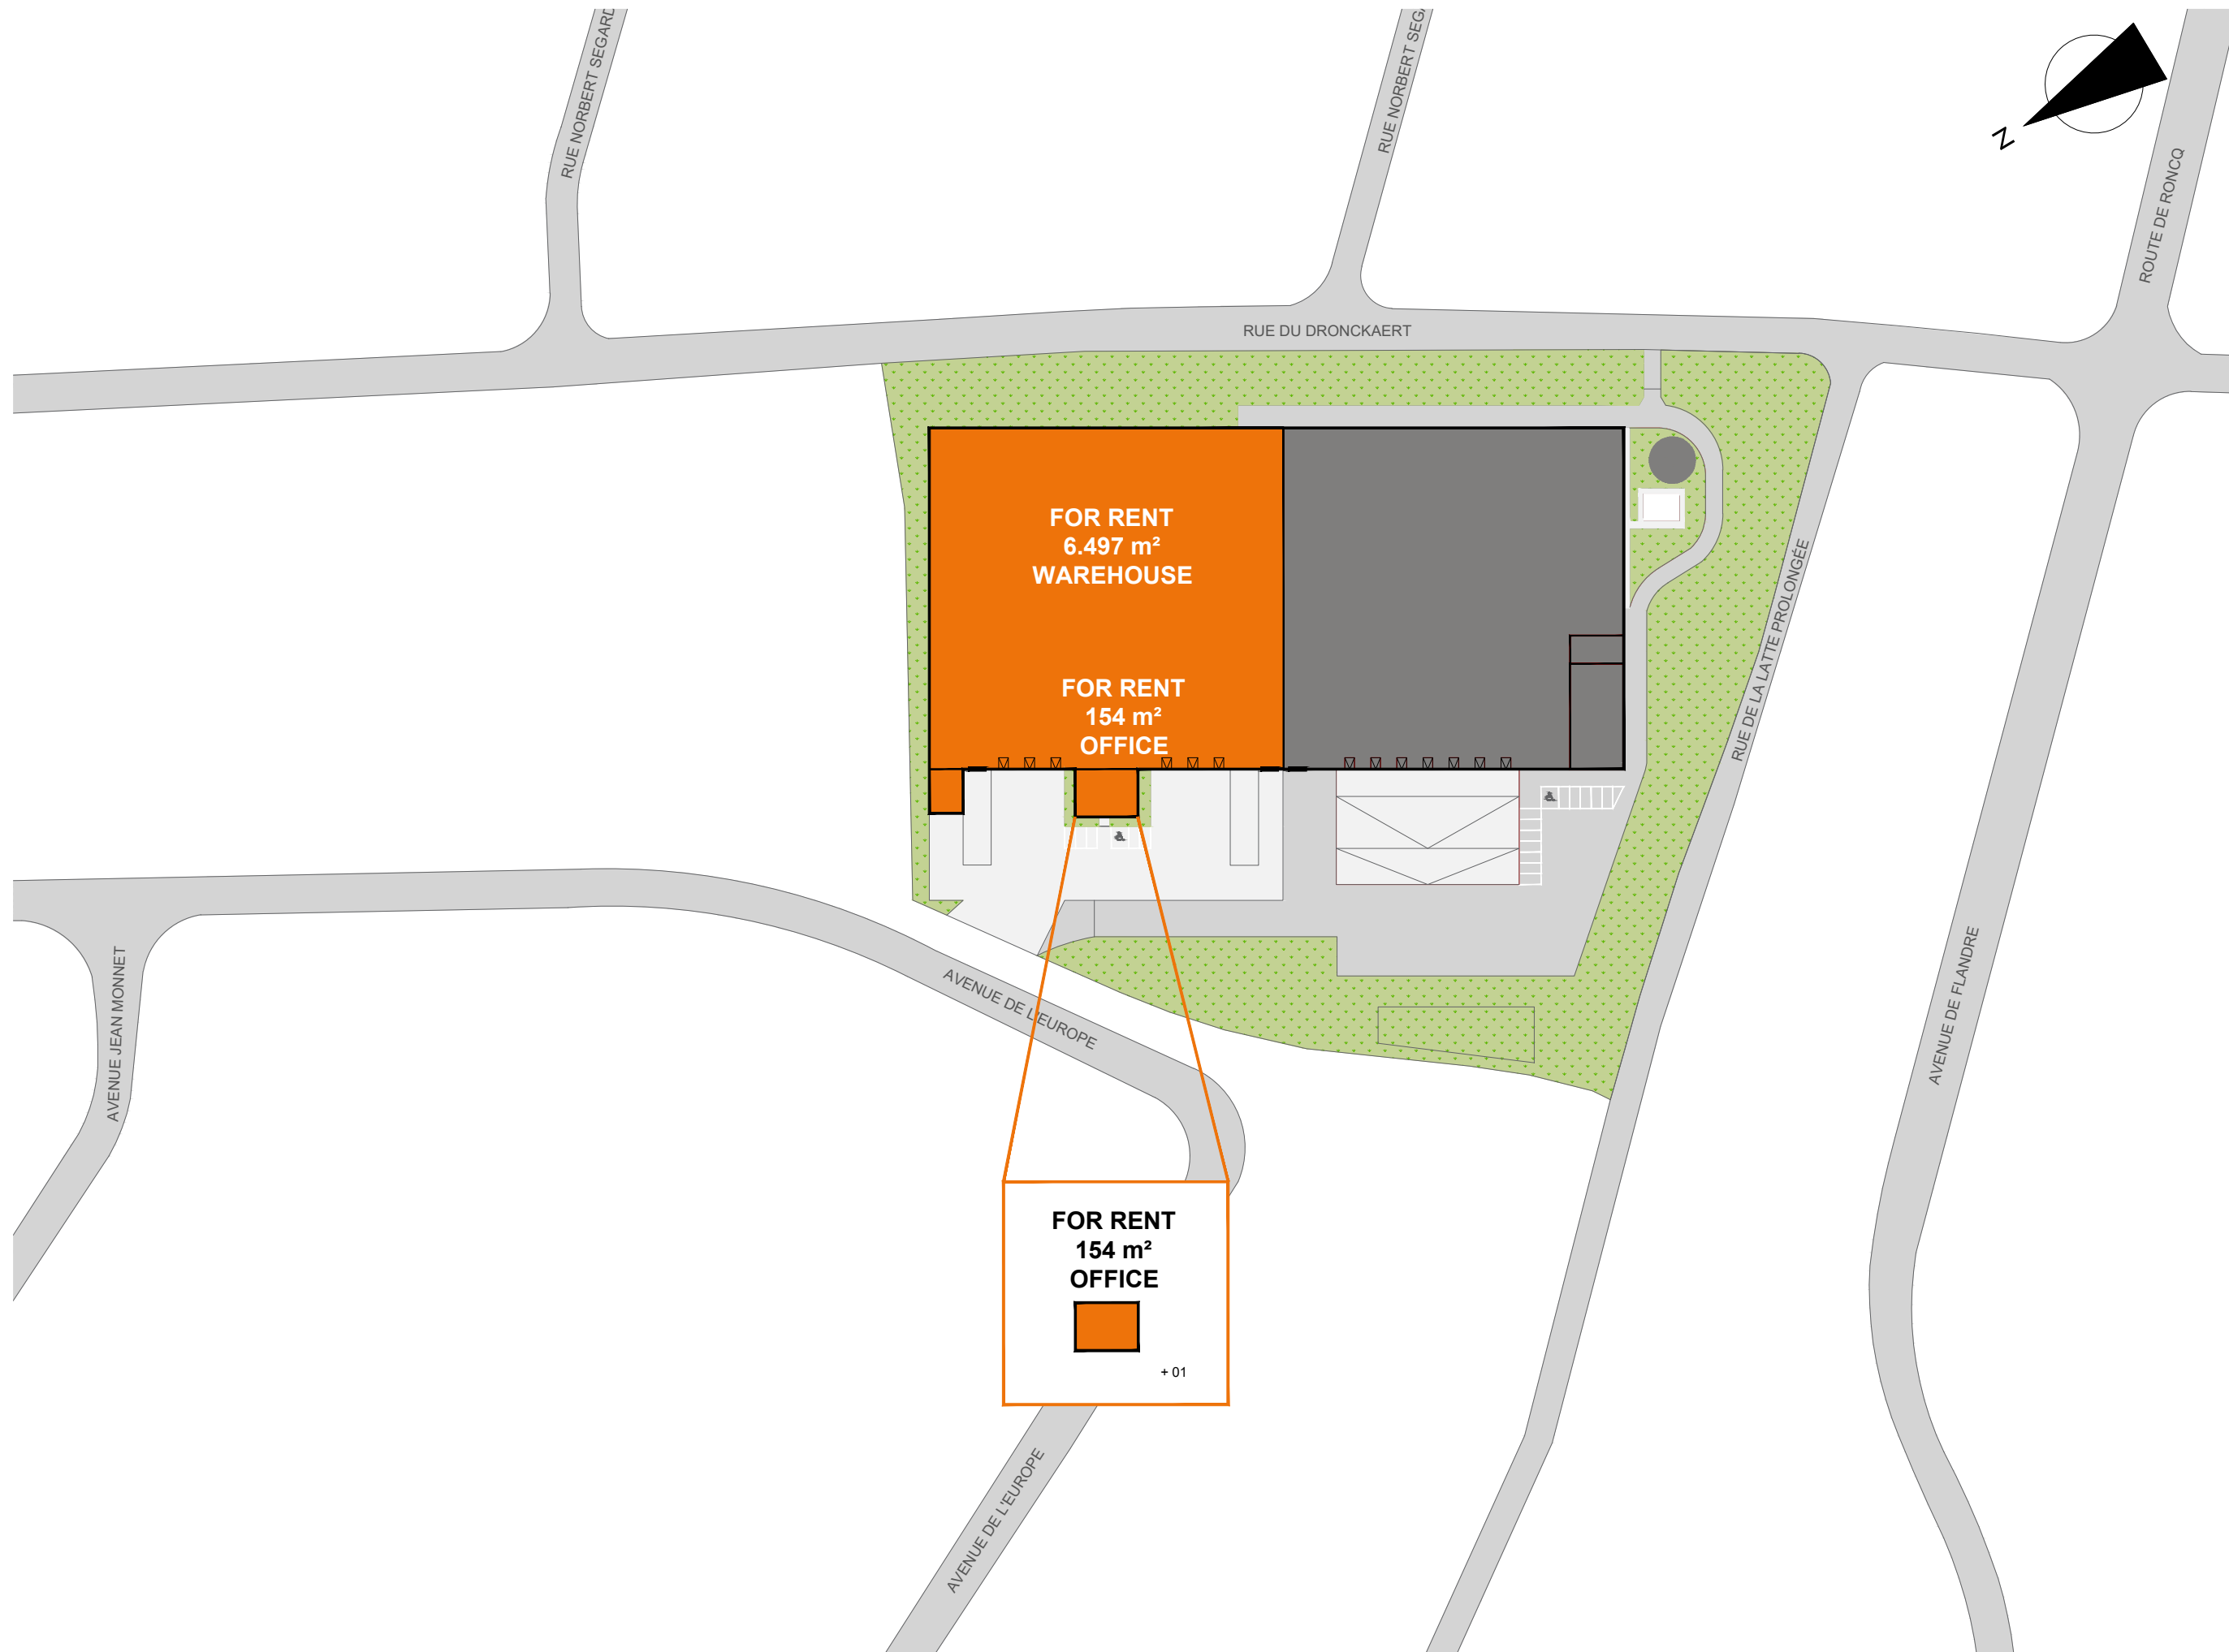 RUE NORBERT SEGARD
RUE NORBERT SEGA
N
ROUTE DE RONCQ
RUE DU DRONCKAERT
FOR RENT
6.497 m²
WAREHOUSE
FOR RENT
154 m²
OFFICE
RUE DE LA LATTE PROLONGÉE
AVENUE JEAN MONNET
AVENUE DE L'EUROPE
AVENUE DE FLANDRE
FOR RENT
154 m²
OFFICE
+ 01
AVENUE DE L'EUROPE